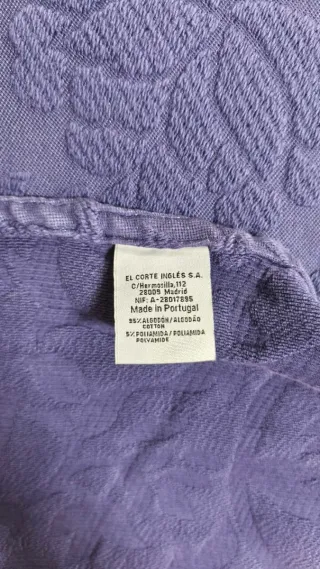 EL CORTE INGLÉS S.A.
C/Hermosilla,112
28009 Madrid
NIF: A-28017895
Made in Portugal
95%ALGODÓN/ALGODÃO
COTTON
5%POLIAMIDA/POLIAMIDA
POLYAMIDE